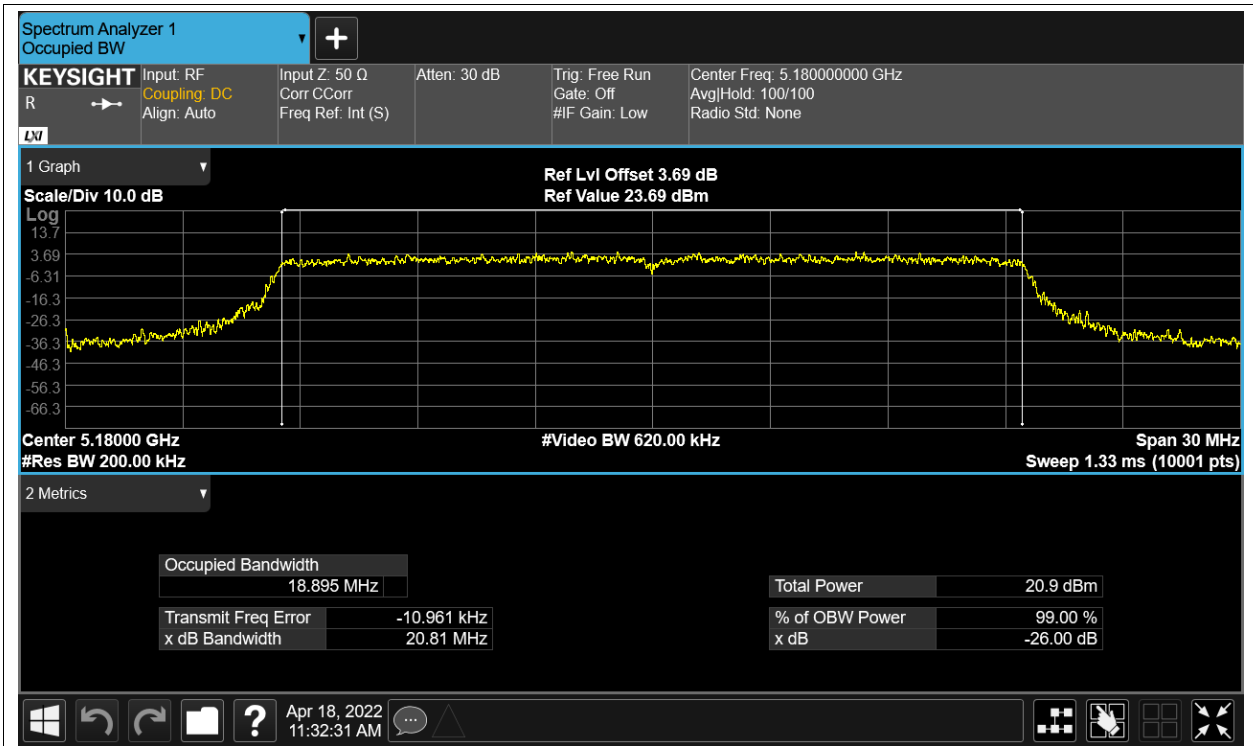 Spectrum Analyzer 1
Occupied BW
KEYSIGHT
R
LXI
Input: RF
Coupling: DC
Align: Auto
Input Z: 50 Ω
Corr CCorr
Freq Ref: Int (S)
Atten: 30 dB
Trig: Free Run
Gate: Off
#IF Gain: Low
Center Freq: 5.180000000 GHz
Avg|Hold: 100/100
Radio Std: None
1 Graph
Scale/Div 10.0 dB
Ref Lvl Offset 3.69 dB
Ref Value 23.69 dBm
Log
13.7
3.69
-6.31
-16.3
-26.3
-36.3
-46.3
-56.3
-66.3
Center 5.18000 GHz
#Res BW 200.00 kHz
#Video BW 620.00 kHz
Span 30 MHz
Sweep 1.33 ms (10001 pts)
2 Metrics
Occupied Bandwidth
18.895 MHz
Transmit Freq Error -10.961 kHz
x dB Bandwidth 20.81 MHz
Total Power 20.9 dBm
% of OBW Power 99.00 %
x dB -26.00 dB
?
Apr 18, 2022
11:32:31 AM